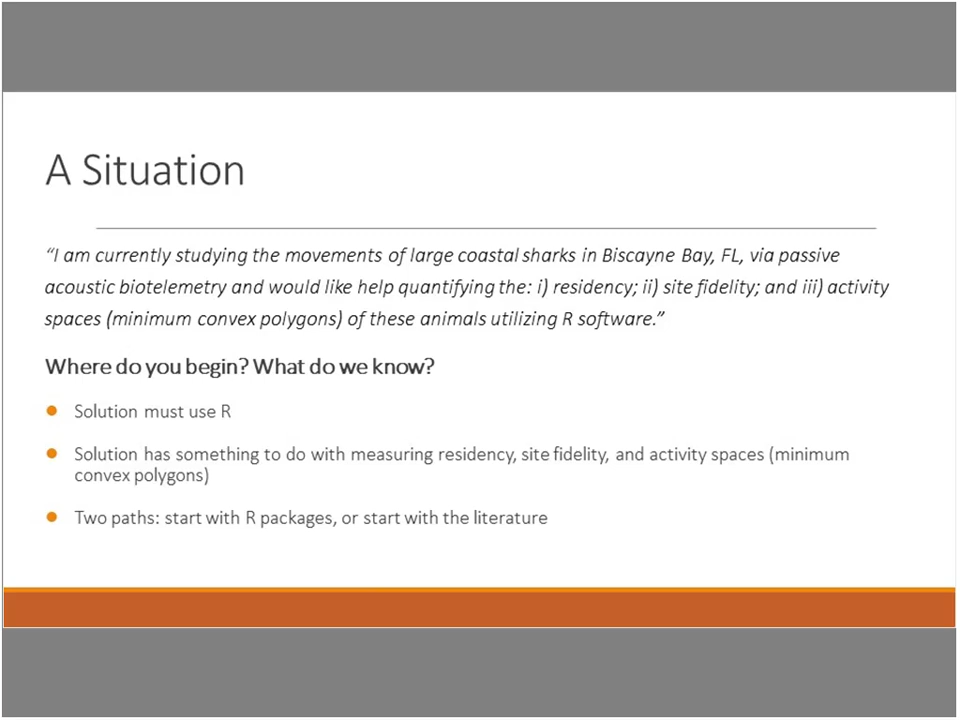 A Situation
“I am currently studying the movements of large coastal sharks in Biscayne Bay, FL, via passive
acoustic biotelemetry and would like help quantifying the: i) residency; ii) site fidelity; and iii) activity
spaces (minimum convex polygons) of these animals utilizing R software.”
Where do you begin? What do we know?
Solution must use R
Solution has something to do with measuring residency, site fidelity, and activity spaces (minimum
convex polygons)
Two paths: start with R packages, or start with the literature